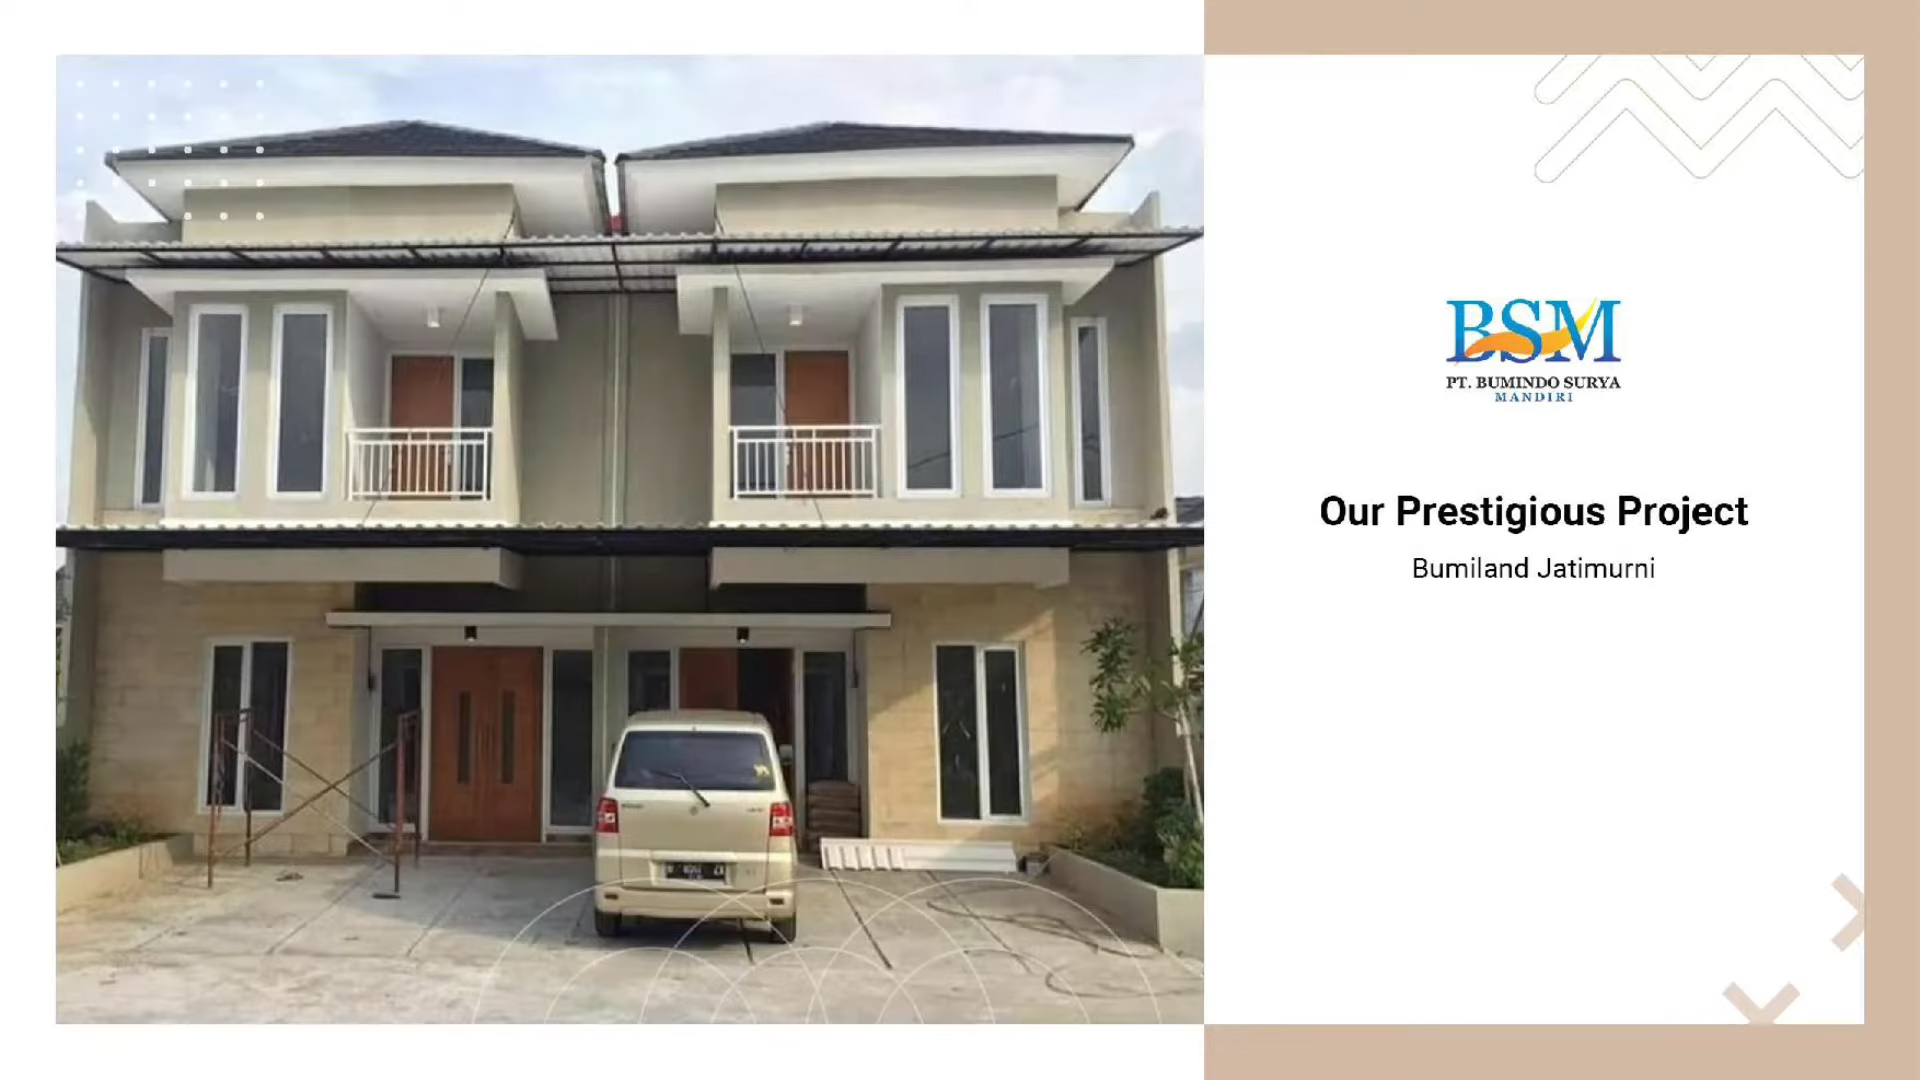 BSM
PT. BUMINDO SURYA
MANDIRI
Our Prestigious Project
Bumiland Jatimurni